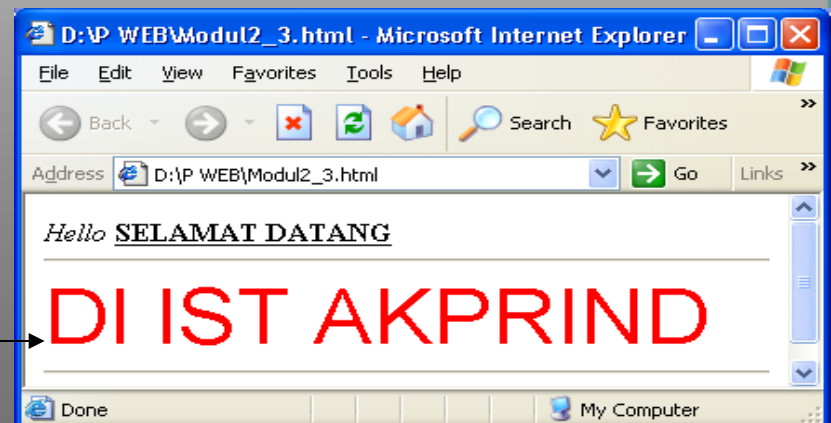 D:\P WEB\Modul2_3.html - Microsoft Internet Explorer
File Edit View Favorites Tools Help
Back Search Favorites »
Address D:\P WEB\Modul2_3.html Go Links »
Hello SELAMAT DATANG
DI IST AKPRIND
Done My Computer